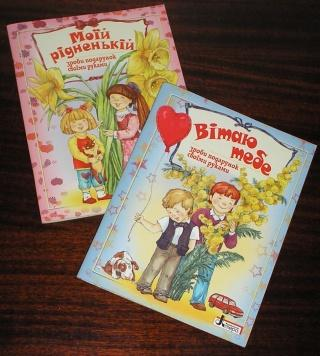 Моїй
рідненькій
зроби подарунок
своїми руками
Вітаю
тебе
зроби подарунок
своїми руками